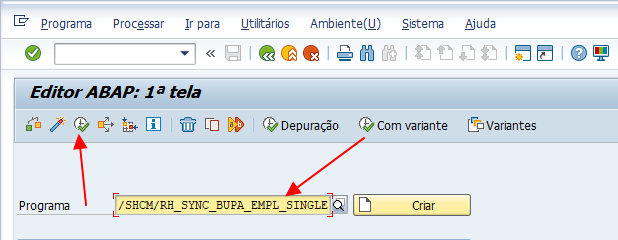 Programa Processar Ir para Utilitários Ambiente(U) Sistema Ajuda
Editor ABAP: 1ª tela
Depuração Com variante Variantes
Programa /SHCM/RH_SYNC_BUPA_EMPL_SINGLE Criar